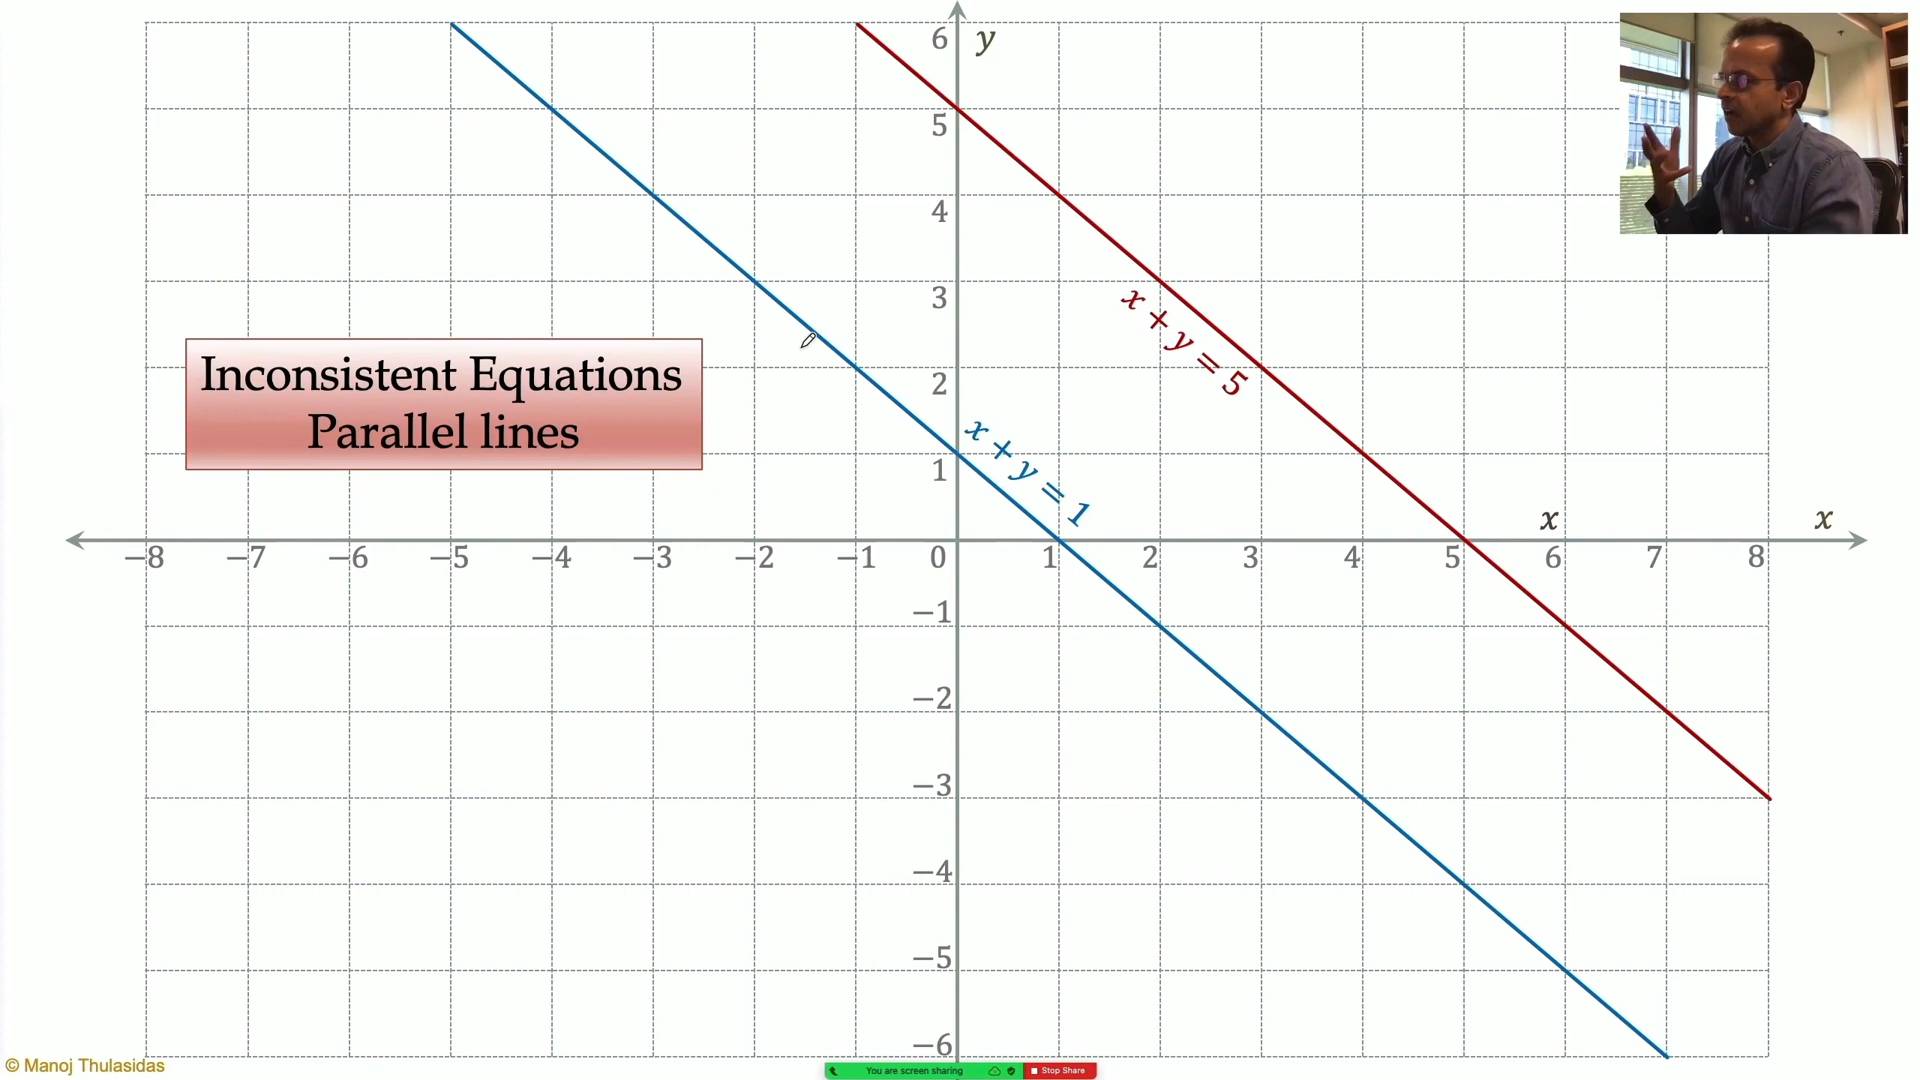 y
6
5
4
3
2
1
x + y = 5
x + y = 1
Inconsistent Equations
Parallel lines
x
x
−8 −7 −6 −5 −4 −3 −2 −1 0 1 2 3 4 5 6 7 8
−1
−2
−3
−4
−5
−6
© Manoj Thulasidas
You are screen sharing
Stop Share